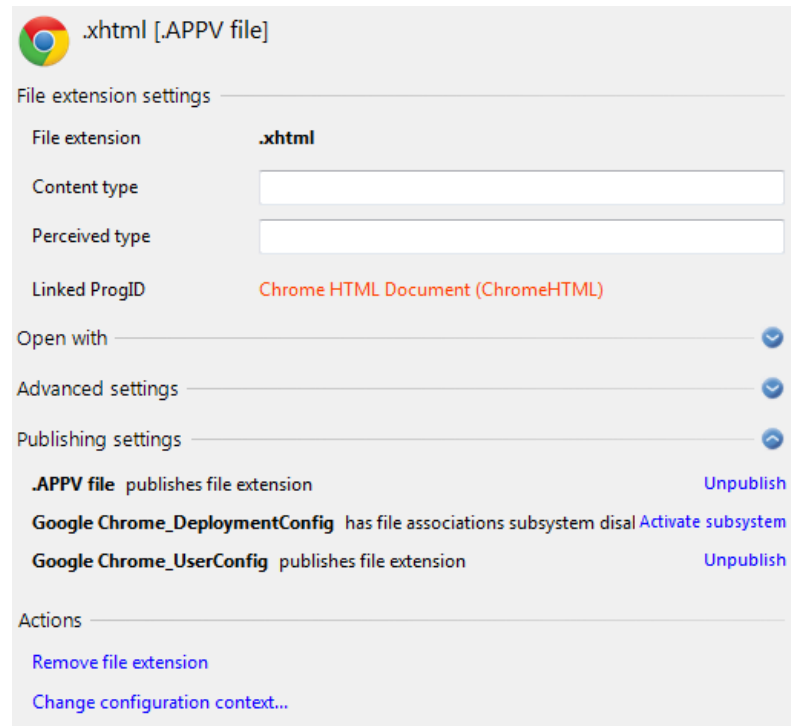 .xhtml [.APPV file]
File extension settings
File extension .xhtml
Content type
Perceived type
Linked ProgID Chrome HTML Document (ChromeHTML)
Open with
Advanced settings
Publishing settings
.APPV file publishes file extension Unpublish
Google Chrome_DeploymentConfig has file associations subsystem disal Activate subsystem
Google Chrome_UserConfig publishes file extension Unpublish
Actions
Remove file extension
Change configuration context...